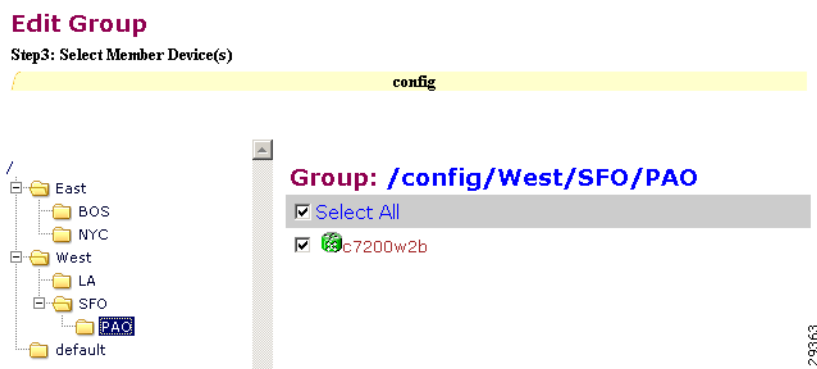 Edit Group
Step3: Select Member Device(s)
config
/
East
BOS
NYC
West
LA
SFO
PAO
default
Group: /config/West/SFO/PAO
Select All
c7200w2b
29363